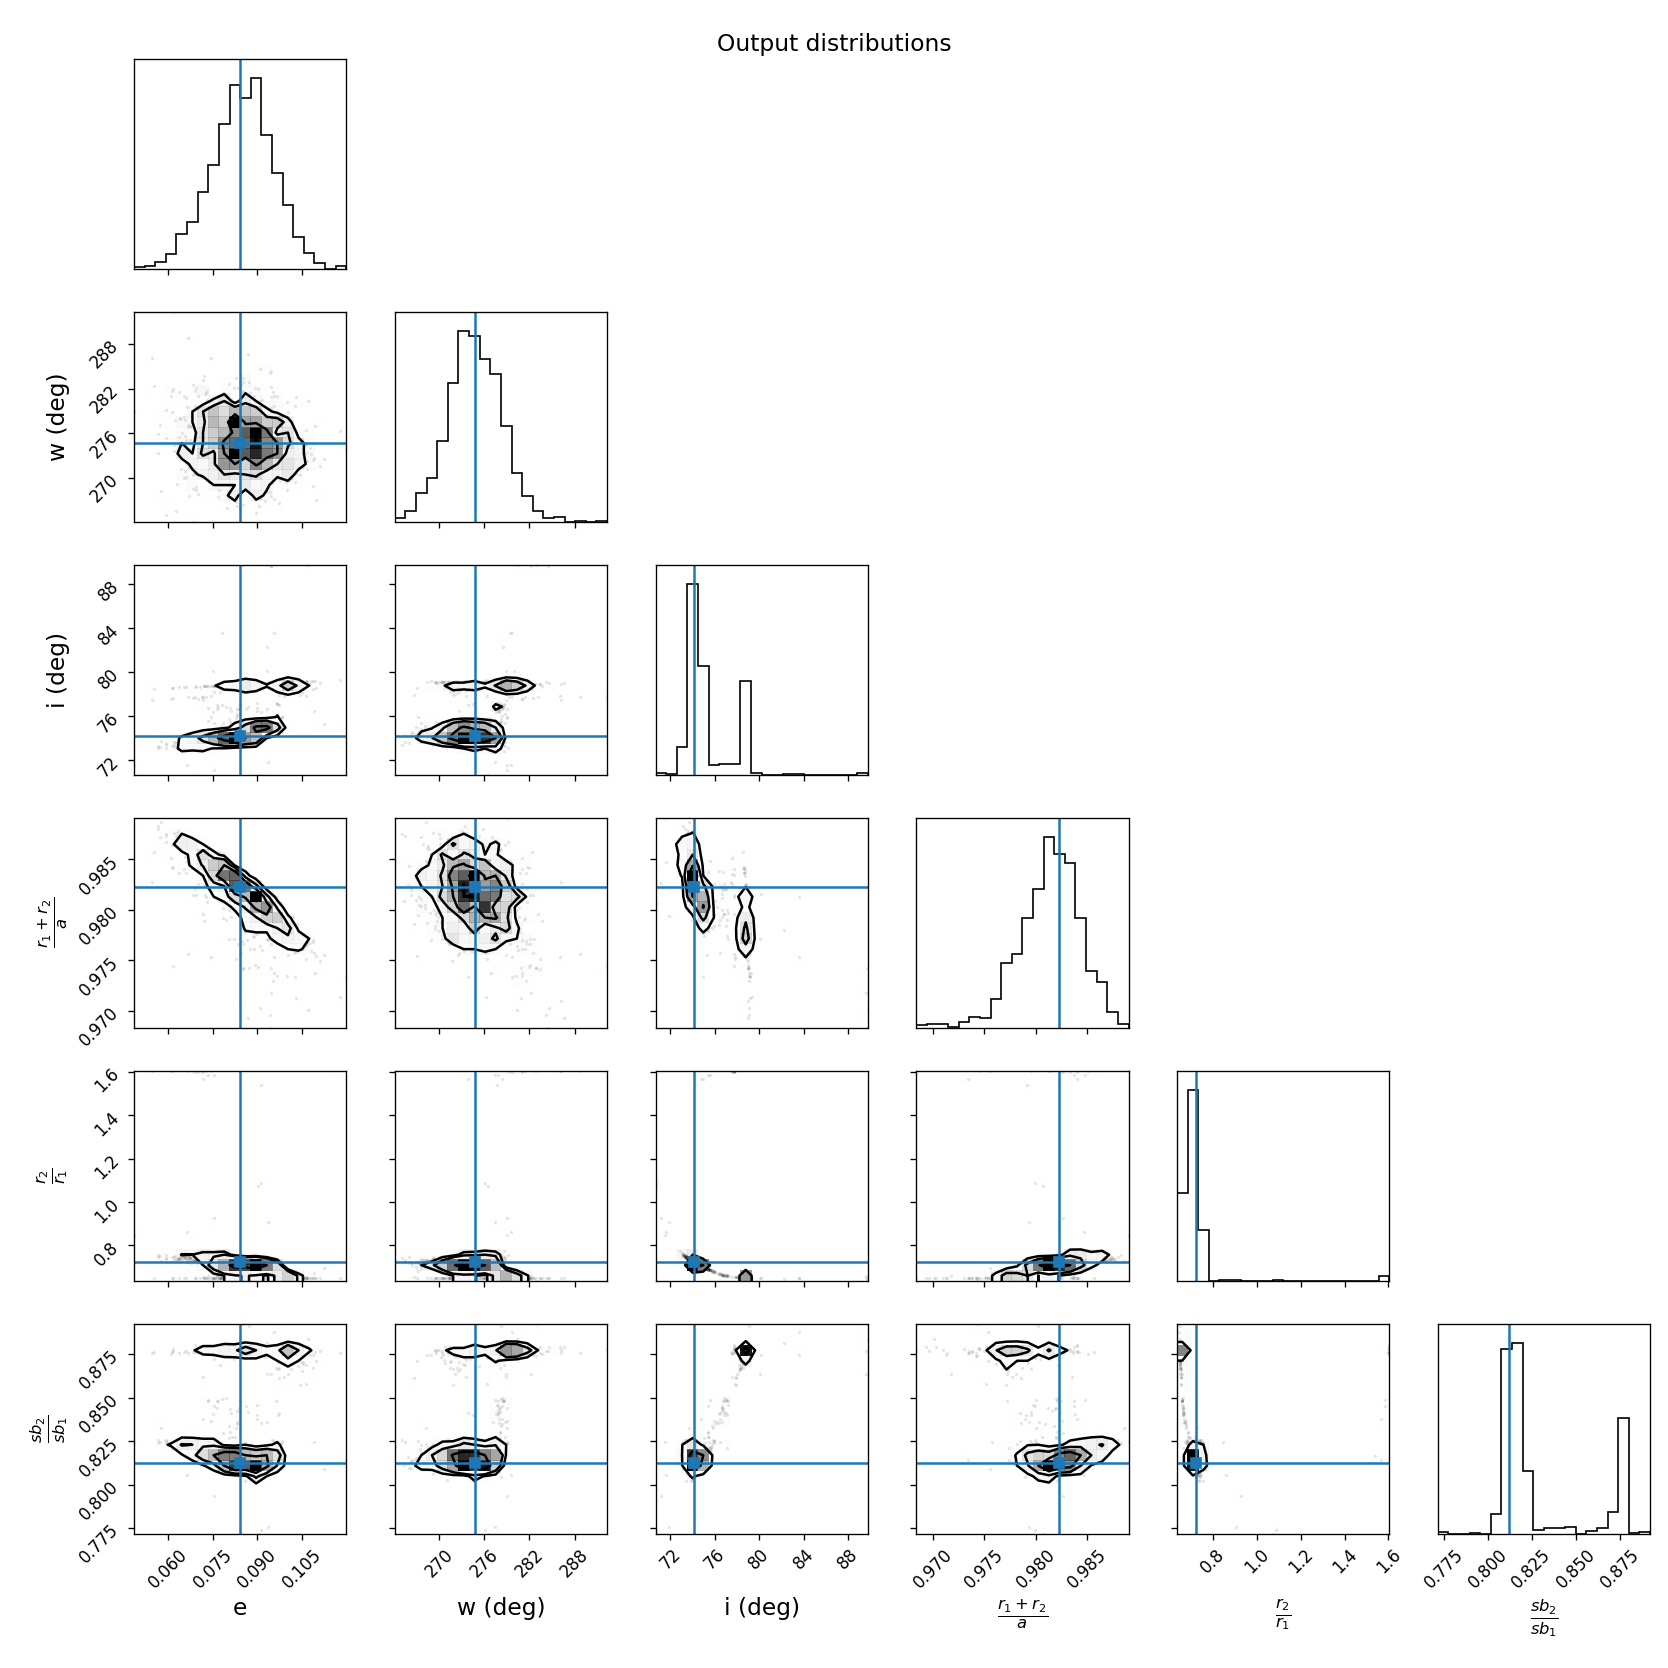 Output distributions
w (deg)
288
282
276
270
i (deg)
88
84
80
76
72
r₁ + r₂
a
0.985
0.980
0.975
0.970
r₂
r₁
1.6
1.4
1.2
1.0
0.8
sb₂
sb₁
0.875
0.850
0.825
0.800
0.775
0.060 0.075 0.090 0.105 270 276 282 288 72 76 80 84 88 0.970 0.975 0.980 0.985 0.8 1.0 1.2 1.4 1.6 0.775 0.800 0.825 0.850 0.875
e w (deg) i (deg) r₁ + r₂ r₂ sb₂
a r₁ sb₁